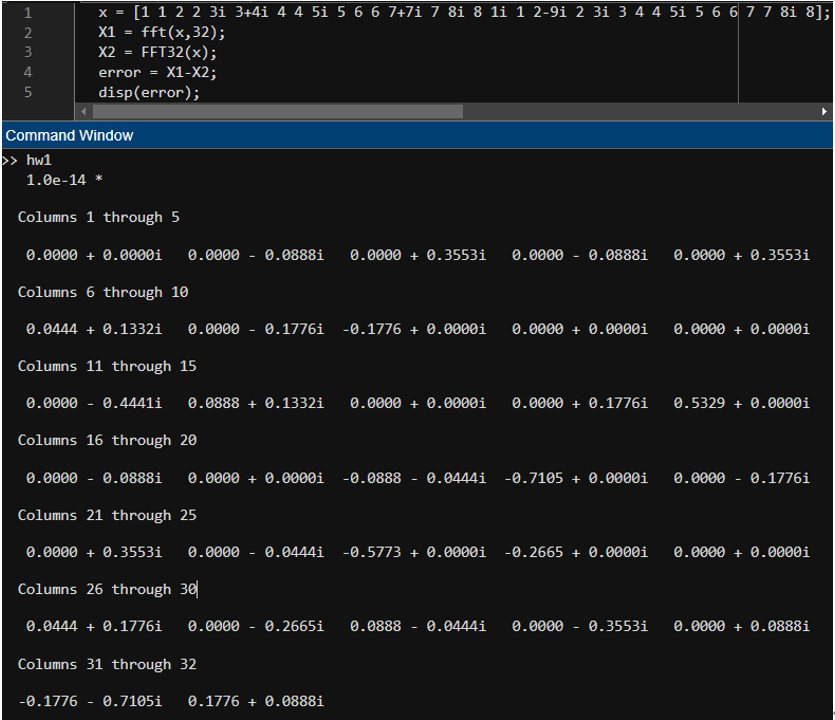 1 x = [1 1 2 2 3i 3+4i 4 4 5i 5 6 6 7+7i 7 8i 8 1i 1 2-9i 2 3i 3 4 4 5i 5 6 6 7 7 8i 8];
2 X1 = fft(x,32);
3 X2 = FFT32(x);
4 error = X1-X2;
5 disp(error);
Command Window
>> hw1
1.0e-14 *
Columns 1 through 5
0.0000 + 0.0000i 0.0000 - 0.0888i 0.0000 + 0.3553i 0.0000 - 0.0888i 0.0000 + 0.3553i
Columns 6 through 10
0.0444 + 0.1332i 0.0000 - 0.1776i -0.1776 + 0.0000i 0.0000 + 0.0000i 0.0000 + 0.0000i
Columns 11 through 15
0.0000 - 0.4441i 0.0888 + 0.1332i 0.0000 + 0.0000i 0.0000 + 0.1776i 0.5329 + 0.0000i
Columns 16 through 20
0.0000 - 0.0888i 0.0000 + 0.0000i -0.0888 - 0.0444i -0.7105 + 0.0000i 0.0000 - 0.1776i
Columns 21 through 25
0.0000 + 0.3553i 0.0000 - 0.0444i -0.5773 + 0.0000i -0.2665 + 0.0000i 0.0000 + 0.0000i
Columns 26 through 30
0.0444 + 0.1776i 0.0000 - 0.2665i 0.0888 - 0.0444i 0.0000 - 0.3553i 0.0000 + 0.0888i
Columns 31 through 32
-0.1776 - 0.7105i 0.1776 + 0.0888i